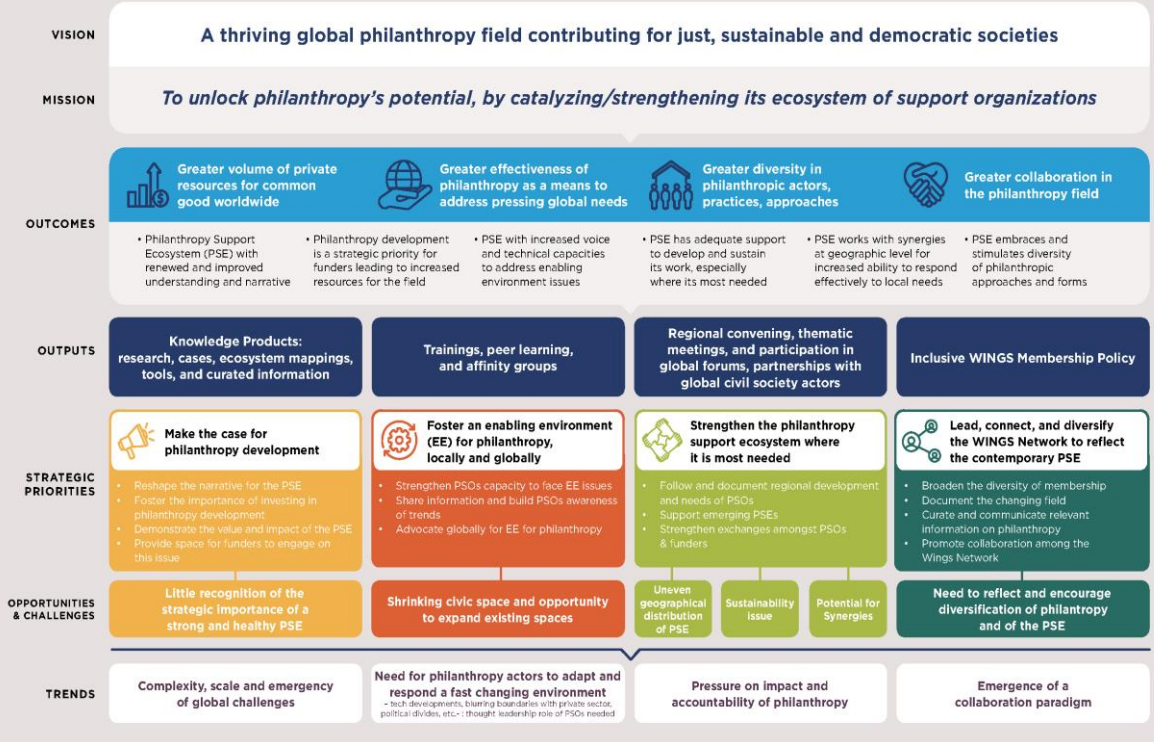 VISION
A thriving global philanthropy field contributing for just, sustainable and democratic societies
MISSION
To unlock philanthropy's potential, by catalyzing/strengthening its ecosystem of support organizations
OUTCOMES
Greater volume of private
resources for common
good worldwide
Greater effectiveness of
philanthropy as a means to
address pressing global needs
Greater diversity in
philanthropic actors,
practices, approaches
Greater collaboration in
the philanthropy field
• Philanthropy Support
Ecosystem (PSE) with
renewed and improved
understanding and narrative
• Philanthropy development
is a strategic priority for
funders leading to increased
resources for the field
• PSE with increased voice
and technical capacities
to address enabling
environment issues
• PSE has adequate support
to develop and sustain
its work, especially
where its most needed
• PSE works with synergies
at geographic level for
increased ability to respond
effectively to local needs
• PSE embraces and
stimulates diversity
of philanthropic
approaches and forms
OUTPUTS
Knowledge Products:
research, cases, ecosystem mappings,
tools, and curated information
Trainings, peer learning,
and affinity groups
Regional convening, thematic
meetings, and participation in
global forums, partnerships with
global civil society actors
Inclusive WINGS Membership Policy
STRATEGIC
PRIORITIES
Make the case for
philanthropy development
• Reshape the narrative for the PSE
• Foster the importance of investing in
philanthropy development
• Demonstrate the value and impact of the PSE
• Provide space for funders to engage on
this issue
Foster an enabling environment
(EE) for philanthropy,
locally and globally
• Strengthen PSOs capacity to face EE issues
• Share information and build PSOs awareness
of trends
• Advocate globally for EE for philanthropy
Strengthen the philanthropy
support ecosystem where
it is most needed
• Follow and document regional development
and needs of PSOs
• Support emerging PSEs
• Strengthen exchanges amongst PSOs
& funders
Lead, connect, and diversify
the WINGS Network to reflect
the contemporary PSE
• Broaden the diversity of membership
• Document the changing field
• Curate and communicate relevant
information on philanthropy
• Promote collaboration among the
Wings Network
OPPORTUNITIES
& CHALLENGES
Little recognition of the
strategic importance of a
strong and healthy PSE
Shrinking civic space and opportunity
to expand existing spaces
Uneven
geographical
distribution
of PSE
Sustainability
issue
Potential for
Synergies
Need to reflect and encourage
diversification of philanthropy
and of the PSE
TRENDS
Complexity, scale and emergency
of global challenges
Need for philanthropy actors to adapt and
respond a fast changing environment
– tech developments, blurring boundaries with private sector,
political divides, etc.- : thought leadership role of PSOs needed
Pressure on impact and
accountability of philanthropy
Emergence of a
collaboration paradigm